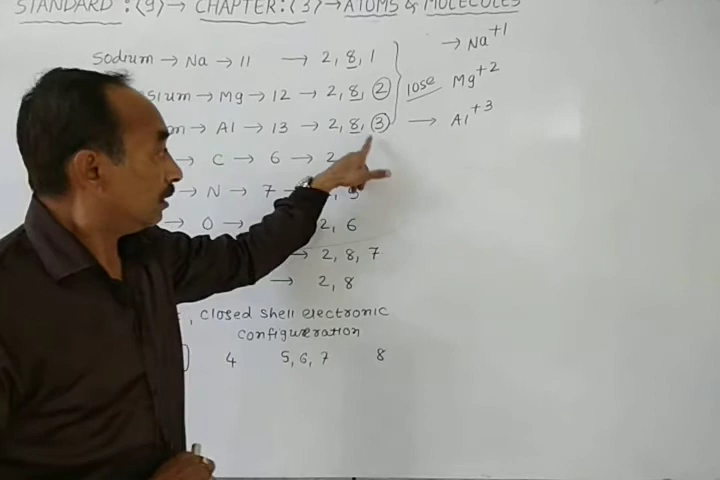 STANDARD : (9) → CHAPTER: (3) → ATOMS & MOLECULES
Sodium → Na → 11 → 2, 8, 1 → Na+1
sium → Mg → 12 → 2, 8, 2 lose Mg+2
→ Al → 13 → 2, 8, 3 → Al+3
→ C → 6 → 2
→ N → 7 → , 5
→ O → 2, 6
→ 2, 8, 7
→ 2, 8
, closed shell electronic
configureration
4 5, 6, 7 8